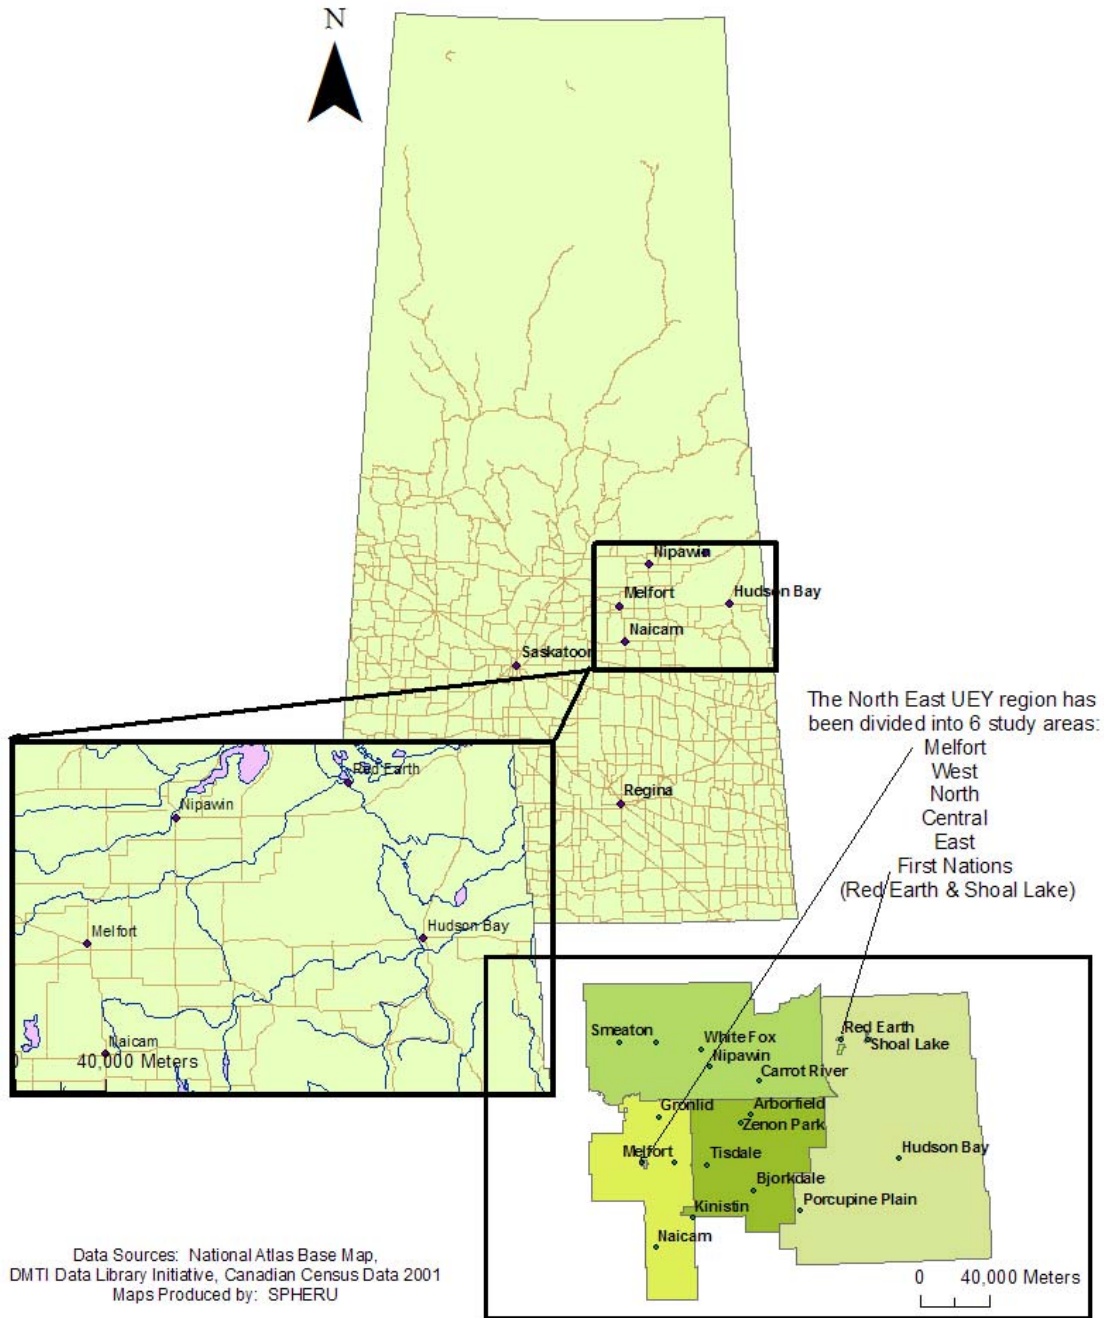 N
Nipawin
Melfort
Hudson Bay
Naicam
Saskatoon
Regina
The North East UEY region has
been divided into 6 study areas:
Melfort
West
North
Central
East
First Nations
(Red Earth & Shoal Lake)
Red Earth
Nipawin
Melfort
Hudson Bay
Naicam
0 40,000 Meters
Smeaton
White Fox
Nipawin
Carrot River
Red Earth
Shoal Lake
Gronlid
Arborfield
Zenon Park
Melfort
Tisdale
Hudson Bay
Bjorkdale
Porcupine Plain
Kinistin
Naicam
0 40,000 Meters
Data Sources: National Atlas Base Map,
DMTI Data Library Initiative, Canadian Census Data 2001
Maps Produced by: SPHERU